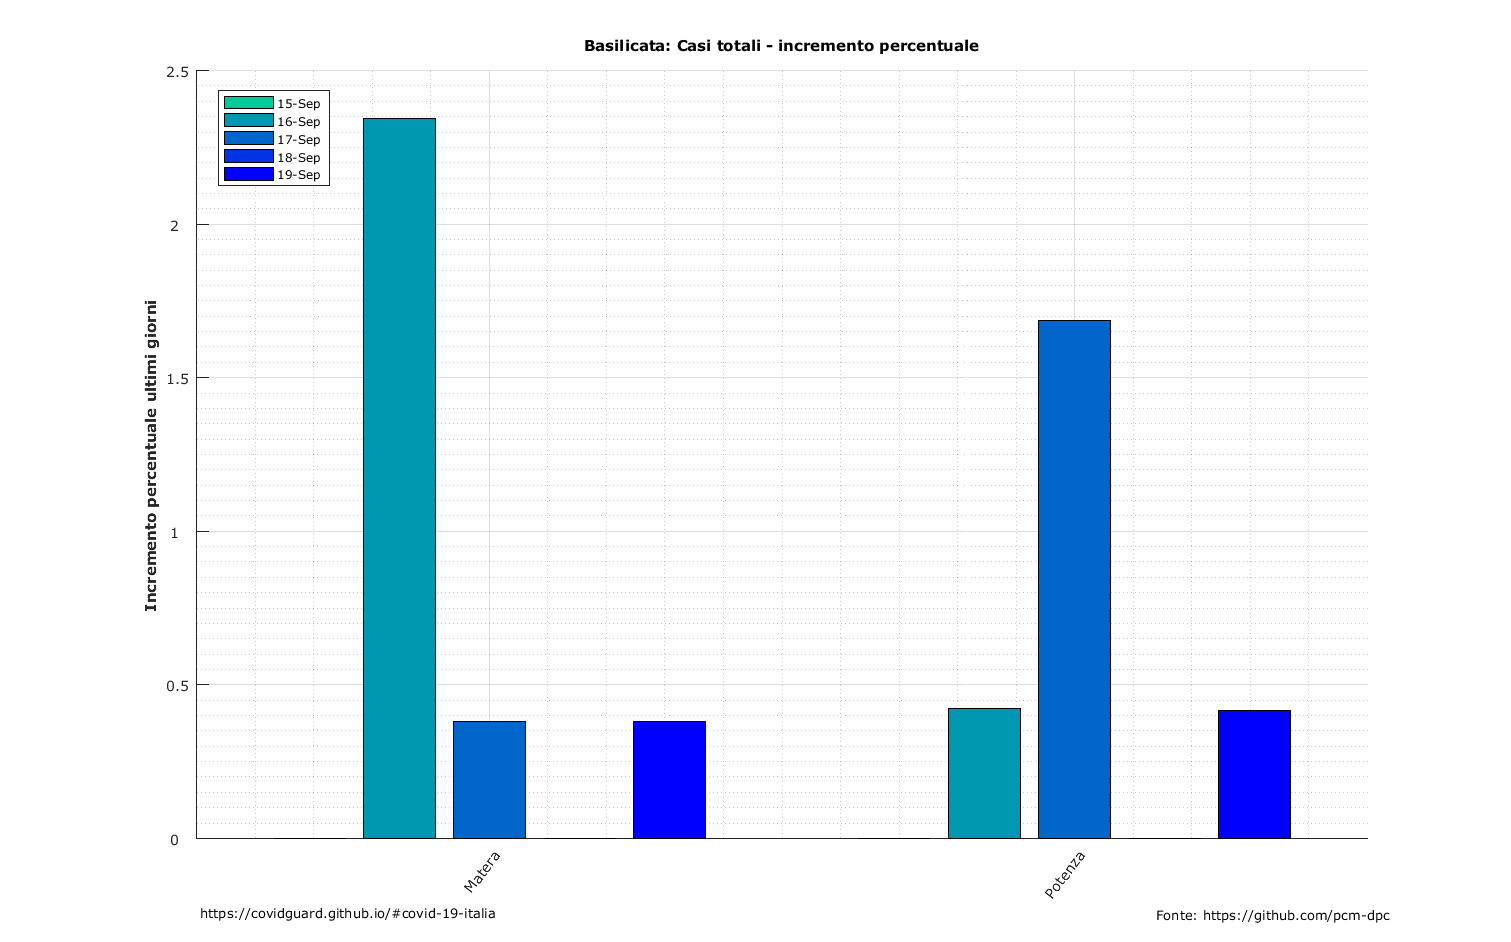 Basilicata: Casi totali - incremento percentuale
2.5
2
1.5
1
0.5
0
Incremento percentuale ultimi giorni
15-Sep
16-Sep
17-Sep
18-Sep
19-Sep
Matera
Potenza
https://covidguard.github.io/#covid-19-italia
Fonte: https://github.com/pcm-dpc